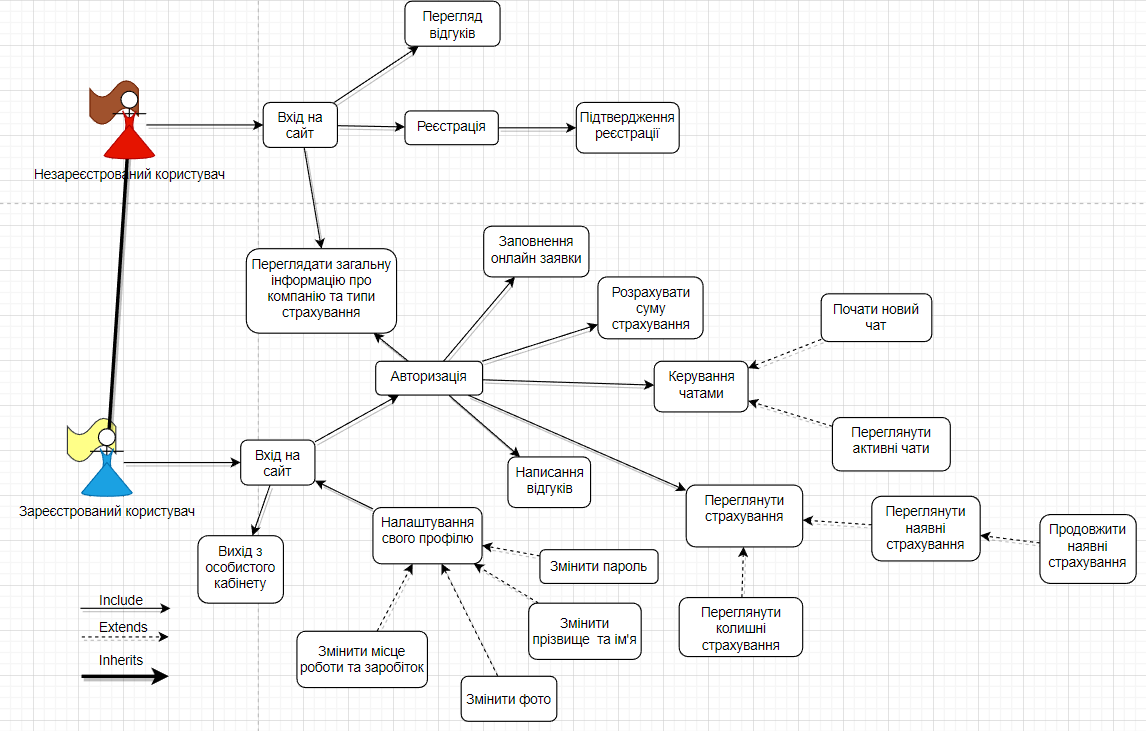 Перегляд
відгуків
Вхід на
сайт
Реєстрація
Підтвердження
реєстрації
Незареєстрований користувач
Переглядати загальну
інформацію про
компанію та типи
страхування
Заповнення
онлайн заявки
Розрахувати
суму
страхування
Почати новий
чат
Авторизація
Керування
чатами
Переглянути
активні чати
Вхід на
сайт
Зареєстрований користувач
Написання
відгуків
Переглянути
страхування
Переглянути
наявні
страхування
Продовжити
наявні
страхування
Налаштування
свого профілю
Вихід з
особистого
кабінету
Змінити пароль
Змінити
прізвище та ім'я
Переглянути
колишні
страхування
Змінити місце
роботи та заробіток
Змінити фото
Include
Extends
Inherits